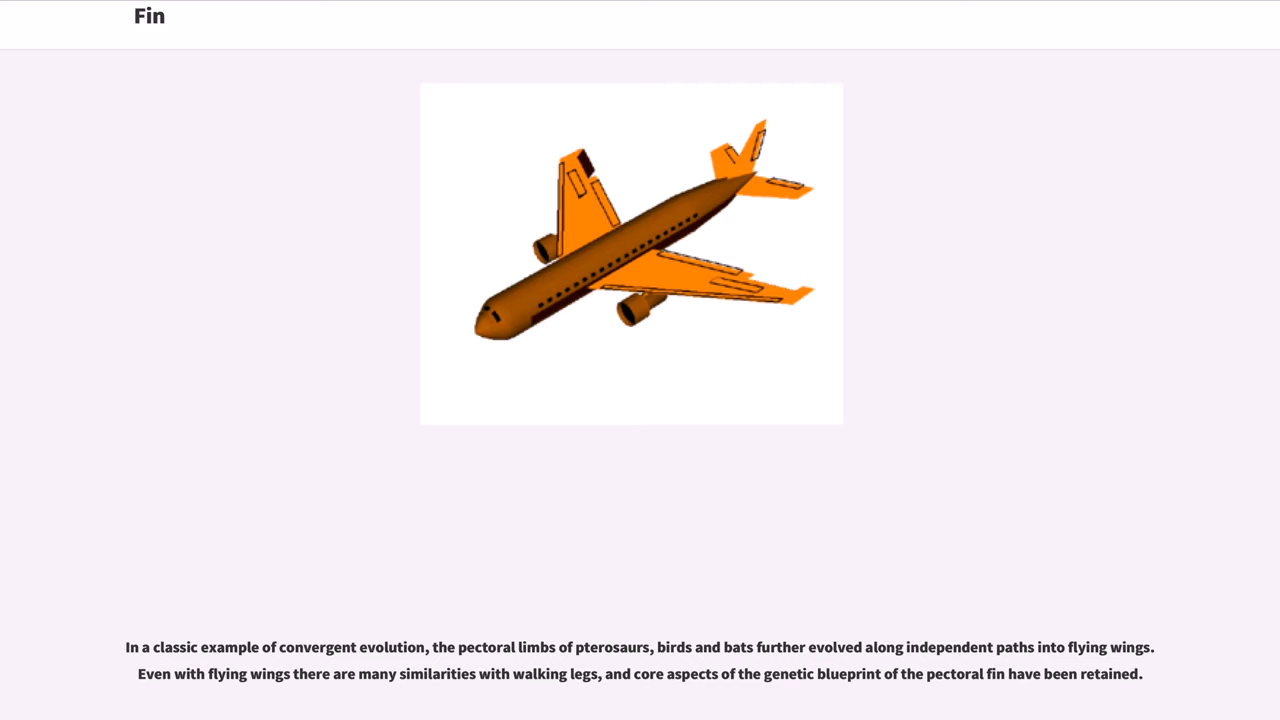 Fin
In a classic example of convergent evolution, the pectoral limbs of pterosaurs, birds and bats further evolved along independent paths into flying wings.
Even with flying wings there are many similarities with walking legs, and core aspects of the genetic blueprint of the pectoral fin have been retained.